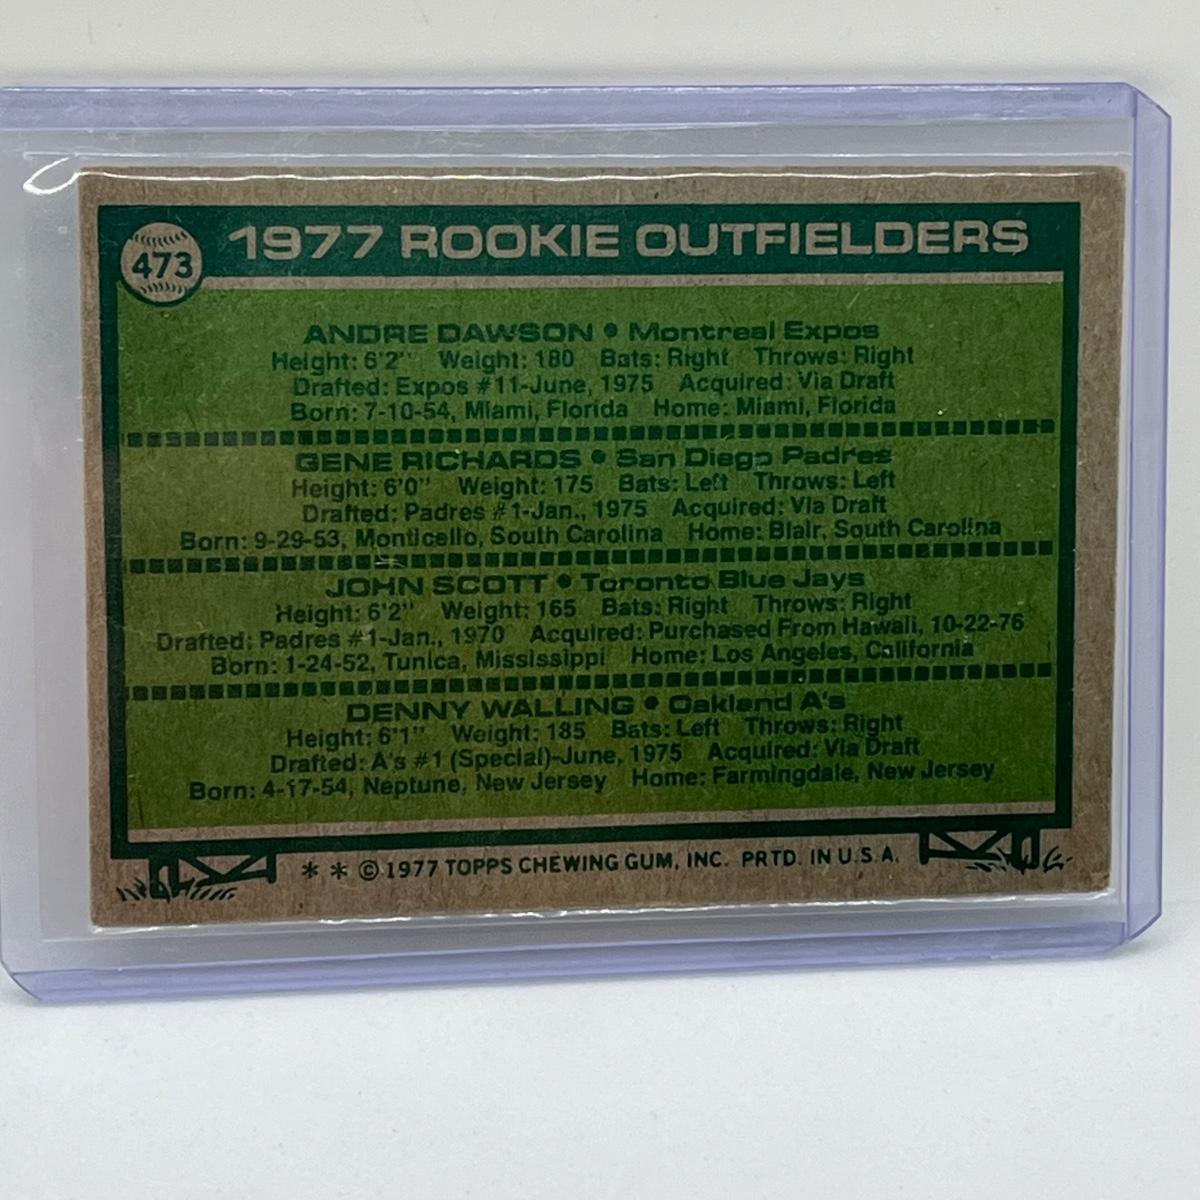 473
1977 ROOKIE OUTFIELDERS
ANDRE DAWSON • Montreal Expos
Height: 6'2" Weight: 180 Bats: Right Throws: Right
Drafted: Expos #11-June, 1975 Acquired: Via Draft
Born: 7-10-54, Miami, Florida Home: Miami, Florida
GENE RICHARDS • San Diego Padres
Height: 6'0" Weight: 175 Bats: Left Throws: Left
Drafted: Padres #1-Jan., 1975 Acquired: Via Draft
Born: 9-29-53, Monticello, South Carolina Home: Blair, South Carolina
JOHN SCOTT • Toronto Blue Jays
Height: 6'2" Weight: 165 Bats: Right Throws: Right
Drafted: Padres #1-Jan., 1970 Acquired: Purchased From Hawaii, 10-22-76
Born: 1-24-52, Tunica, Mississippi Home: Los Angeles, California
DENNY WALLING • Oakland A's
Height: 6'1" Weight: 185 Bats: Left Throws: Right
Drafted: A's #1 (Special)-June, 1975 Acquired: Via Draft
Born: 4-17-54, Neptune, New Jersey Home: Farmingdale, New Jersey
* * © 1977 TOPPS CHEWING GUM, INC. PRTD. IN U.S.A.